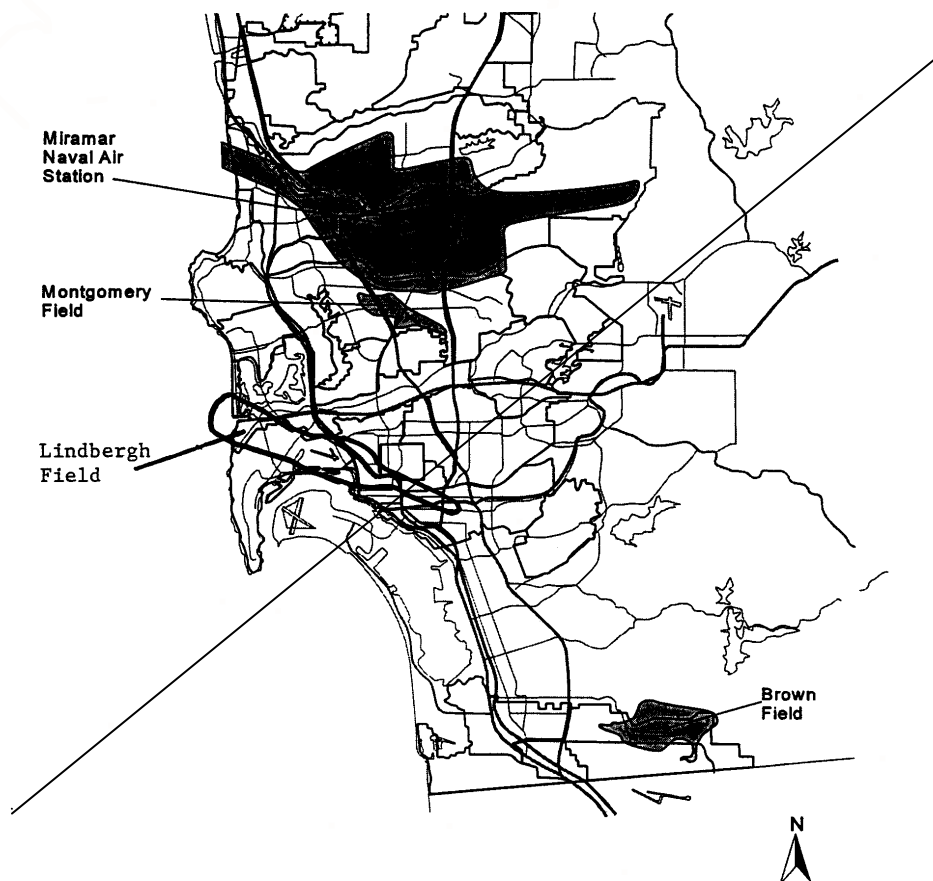 Miramar
Naval Air
Station
Montgomery
Field
Lindbergh
Field
Brown
Field
N